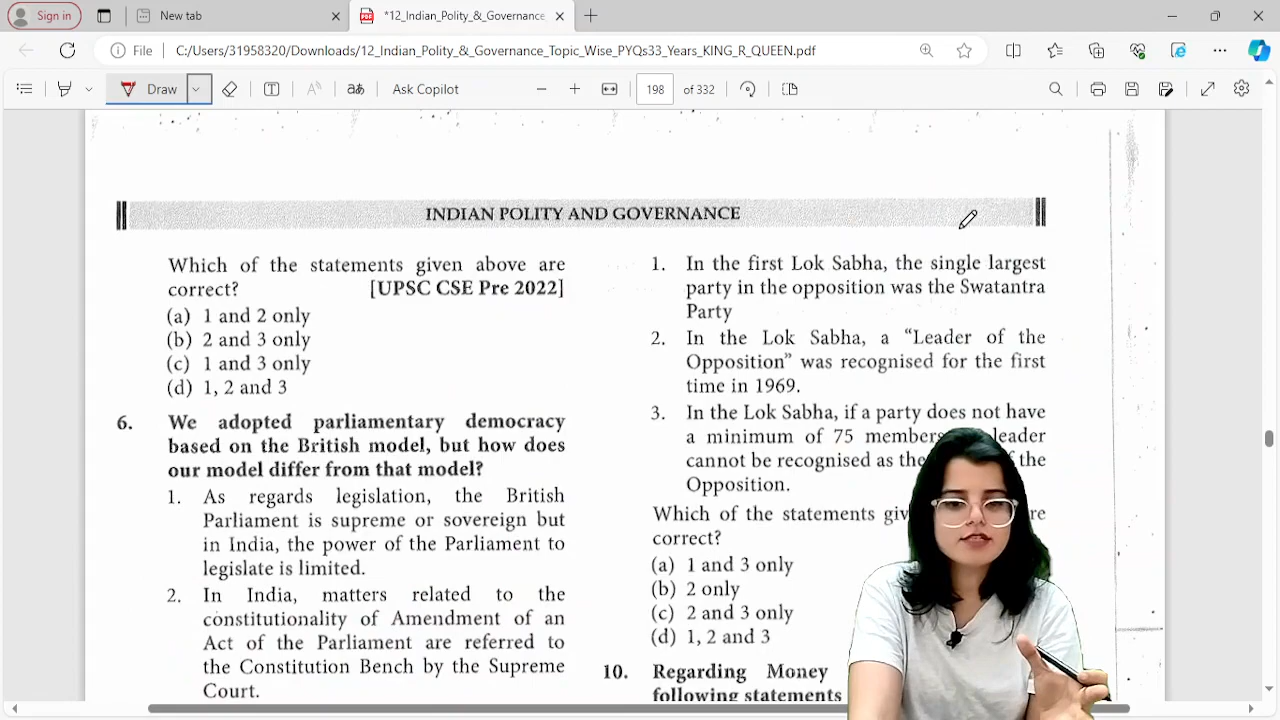 Sign in
New tab
*12_Indian_Polity_&_Governance
File
C:/Users/31958320/Downloads/12_Indian_Polity_&_Governance_Topic_Wise_PYQs33_Years_KING_R_QUEEN.pdf
Draw
Ask Copilot
198 of 332
INDIAN POLITY AND GOVERNANCE
Which of the statements given above are
correct? [UPSC CSE Pre 2022]
(a) 1 and 2 only
(b) 2 and 3 only
(c) 1 and 3 only
(d) 1, 2 and 3
6. We adopted parliamentary democracy
based on the British model, but how does
our model differ from that model?
1. As regards legislation, the British
Parliament is supreme or sovereign but
in India, the power of the Parliament to
legislate is limited.
2. In India, matters related to the
constitutionality of Amendment of an
Act of the Parliament are referred to
the Constitution Bench by the Supreme
Court.
1. In the first Lok Sabha, the single largest
party in the opposition was the Swatantra
Party
2. In the Lok Sabha, a “Leader of the
Opposition” was recognised for the first
time in 1969.
3. In the Lok Sabha, if a party does not have
a minimum of 75 members leader
cannot be recognised as the the
Opposition.
Which of the statements
correct?
(a) 1 and 3 only
(b) 2 only
(c) 2 and 3 only
(d) 1, 2 and 3
10. Regarding Money
following statements